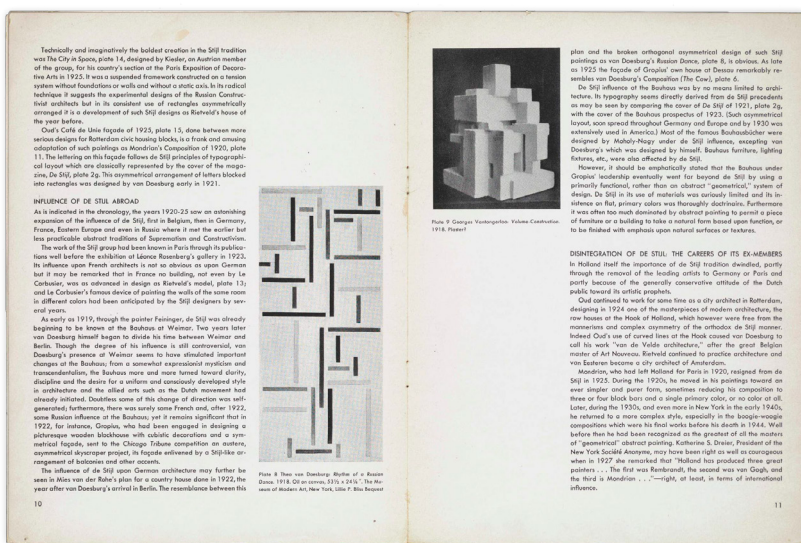 Technically and imaginatively the boldest creation in the Stijl tradition
was The City in Space, plate 14, designed by Kiesler, an Austrian member
of the group, for his country's section at the Paris Exposition of Decora-
tive Arts in 1925. It was a suspended framework constructed on a tension
system without foundations or walls and without a static axis. In its radical
technique it suggests the experimental designs of the Russian Construc-
tivist architects but in its consistent use of rectangles asymmetrically
arranged it is a development of such Stijl designs as Rietveld's house of
the year before.
Oud's Café de Unie façade of 1925, plate 15, done between more
serious designs for Rotterdam civic housing blocks, is a frank and amusing
adaptation of such paintings as Mondrian's Composition of 1920, plate
11. The lettering on this façade follows de Stijl principles of typographi-
cal layout which are classically represented by the cover of the maga-
zine, De Stijl, plate 2g. This asymmetrical arrangement of letters blocked
into rectangles was designed by van Doesburg early in 1921.
INFLUENCE OF DE STIJL ABROAD
As is indicated in the chronology, the years 1920-25 saw an astonishing
expansion of the influence of de Stijl, first in Belgium, then in Germany,
France, Eastern Europe and even in Russia where it met the earlier but
less practicable abstract traditions of Suprematism and Constructivism.
The work of the Stijl group had been known in Paris through its publica-
tions well before the exhibition at Léonce Rosenberg's gallery in 1923.
Its influence upon French architects is not so obvious as upon German
but it may be remarked that in France no building, not even by Le
Corbusier, was as advanced in design as Rietveld's model, plate 13;
and Le Corbusier's famous device of painting the walls of the same room
in different colors had been anticipated by the Stijl designers by sev-
eral years.
As early as 1919, through the painter Feininger, de Stijl was already
beginning to be known at the Bauhaus at Weimar. Two years later
van Doesburg himself began to divide his time between Weimar and
Berlin. Though the degree of his influence is still controversial, van
Doesburg's presence at Weimar seems to have stimulated important
changes at the Bauhaus; from a somewhat expressionist mysticism and
transcendentalism, the Bauhaus more and more turned toward clarity,
discipline and the desire for a uniform and consciously developed style
in architecture and the allied arts such as the Dutch movement had
already initiated. Doubtless some of this change of direction was self-
generated; furthermore, there was surely some French and, after 1922,
some Russian influence at the Bauhaus; yet it remains significant that in
1922, for instance, Gropius, who had been engaged in designing a
picturesque wooden blockhouse with cubistic decorations and a sym-
metrical façade, sent to the Chicago Tribune competition an austere,
asymmetrical skyscraper project, its façade enlivened by a Stijl-like ar-
rangement of balconies and other accents.
The influence of de Stijl upon German architecture may further be
seen in Mies van der Rohe's plan for a country house done in 1922, the
year after van Doesburg's arrival in Berlin. The resemblance between this
10
Plate 8 Theo van Doesburg: Rhythm of a Russian
Dance. 1918. Oil on canvas, 53½ x 24¼". The Mu-
seum of Modern Art, New York, Lillie P. Bliss Bequest
Plate 9 Georges Vantongerloo: Volume-Construction.
1918. Plaster?
plan and the broken orthogonal asymmetrical design of such Stijl
paintings as van Doesburg's Russian Dance, plate 8, is obvious. As late
as 1925 the façade of Gropius' own house at Dessau remarkably re-
sembles van Doesburg's Composition (The Cow), plate 6.
De Stijl influence at the Bauhaus was by no means limited to archi-
tecture. Its typography seems directly derived from de Stijl precedents
as may be seen by comparing the cover of De Stijl of 1921, plate 2g,
with the cover of the Bauhaus prospectus of 1923. (Such asymmetrical
layout, soon spread throughout Germany and Europe and by 1930 was
extensively used in America.) Most of the famous Bauhausbücher were
designed by Moholy-Nagy under de Stijl influence, excepting van
Doesburg's which was designed by himself. Bauhaus furniture, lighting
fixtures, etc., were also affected by de Stijl.
However, it should be emphatically stated that the Bauhaus under
Gropius' leadership eventually went far beyond de Stijl by using a
primarily functional, rather than an abstract "geometrical," system of
design. De Stijl in its use of materials was curiously limited and its in-
sistence on flat, primary colors was thoroughly doctrinaire. Furthermore
it was often too much dominated by abstract painting to permit a piece
of furniture or a building to take a natural form based upon function, or
to be finished with emphasis upon natural surfaces or textures.
DISINTEGRATION OF DE STIJL: THE CAREERS OF ITS EX-MEMBERS
In Holland itself the importance of de Stijl tradition dwindled, partly
through the removal of the leading artists to Germany or Paris and
partly because of the generally conservative attitude of the Dutch
public toward its artistic prophets.
Oud continued to work for some time as a city architect in Rotterdam,
designing in 1924 one of the masterpieces of modern architecture, the
row houses at the Hook of Holland, which however were free from the
mannerisms and complex asymmetry of the orthodox de Stijl manner.
Indeed Oud's use of curved lines at the Hook caused van Doesburg to
call his work "van de Velde architecture," after the great Belgian
master of Art Nouveau. Rietveld continued to practice architecture and
van Eesteren became a city architect of Amsterdam.
Mondrian, who had left Holland for Paris in 1920, resigned from de
Stijl in 1925. During the 1920s, he moved in his paintings toward an
ever simpler and purer form, sometimes reducing his composition to
three or four black bars and a single primary color, or no color at all.
Later, during the 1930s, and even more in New York in the early 1940s,
he returned to a more complex style, especially in the boogie-woogie
compositions which were his final works before his death in 1944. Well
before then he had been recognized as the greatest of all the masters
of "geometrical" abstract painting. Katherine S. Dreier, President of the
New York Société Anonyme, may have been right as well as courageous
when in 1927 she remarked that "Holland has produced three great
painters . . . The first was Rembrandt, the second was van Gogh, and
the third is Mondrian . . ."—right, at least, in terms of international
influence.
11